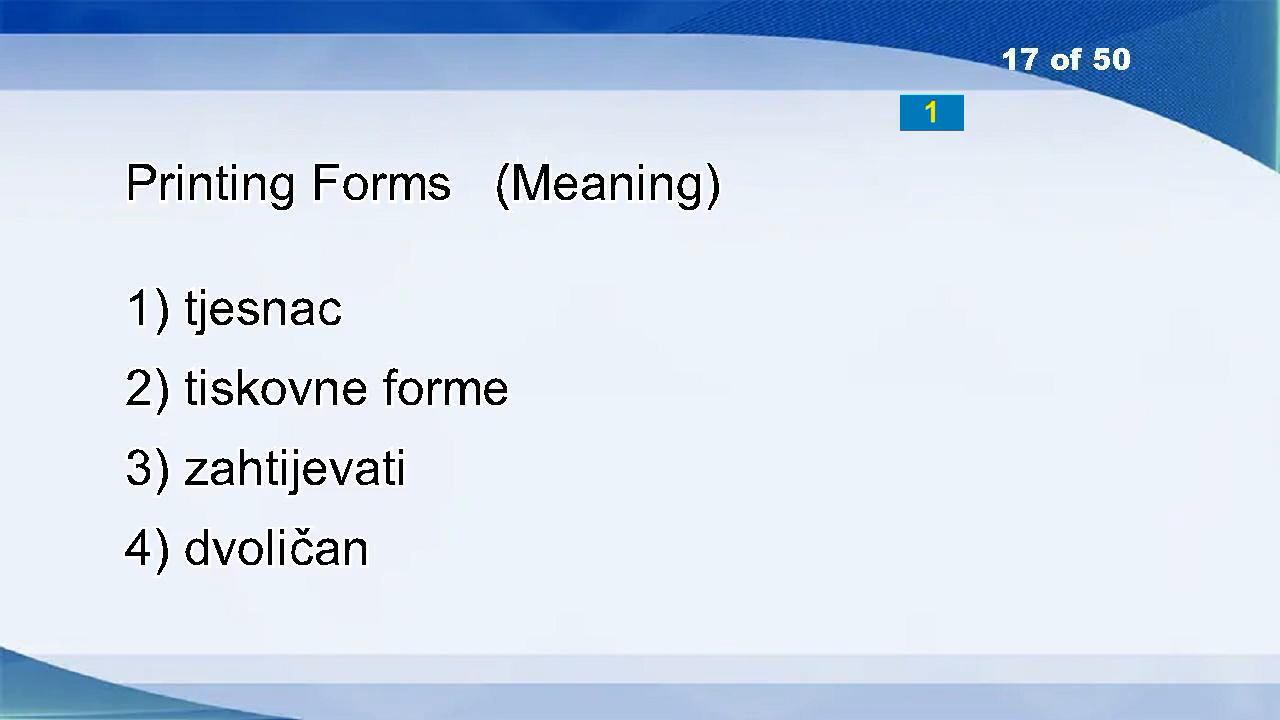 17 of 50
1
Printing Forms (Meaning)
1) tjesnac
2) tiskovne forme
3) zahtijevati
4) dvoličan